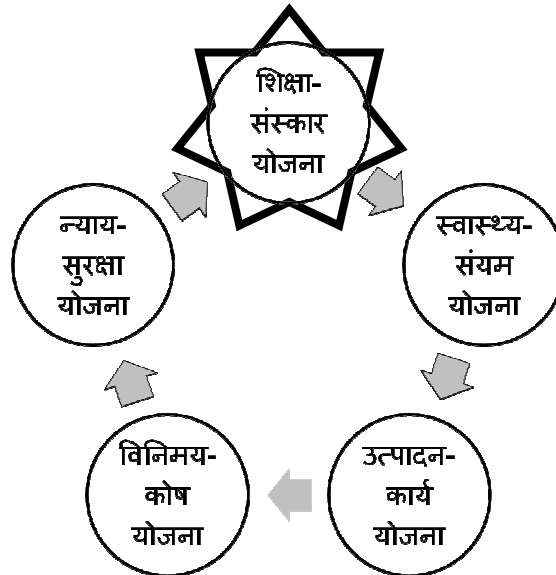 शिक्षा-
संस्कार
योजना
स्वास्थ्य-
संयम
योजना
उत्पादन-
कार्य
योजना
विनिमय-
कोष
योजना
न्याय-
सुरक्षा
योजना